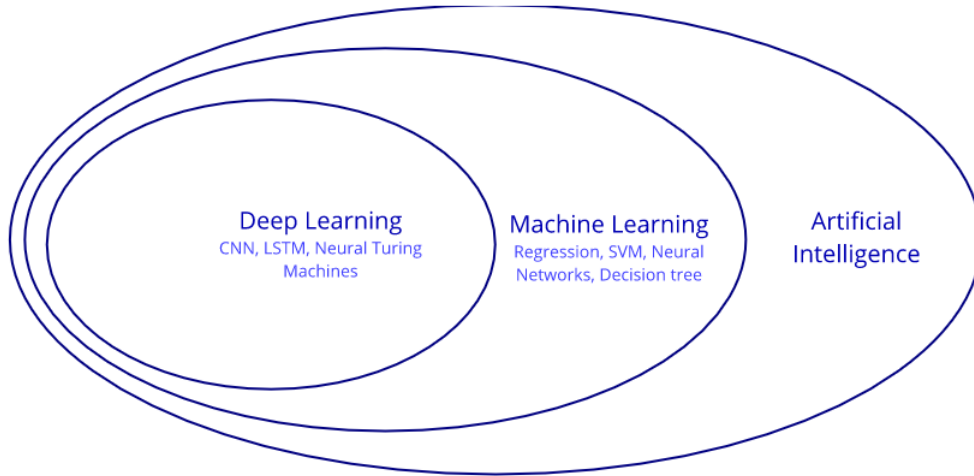 Deep Learning
CNN, LSTM, Neural Turing
Machines
Machine Learning
Regression, SVM, Neural
Networks, Decision tree
Artificial
Intelligence